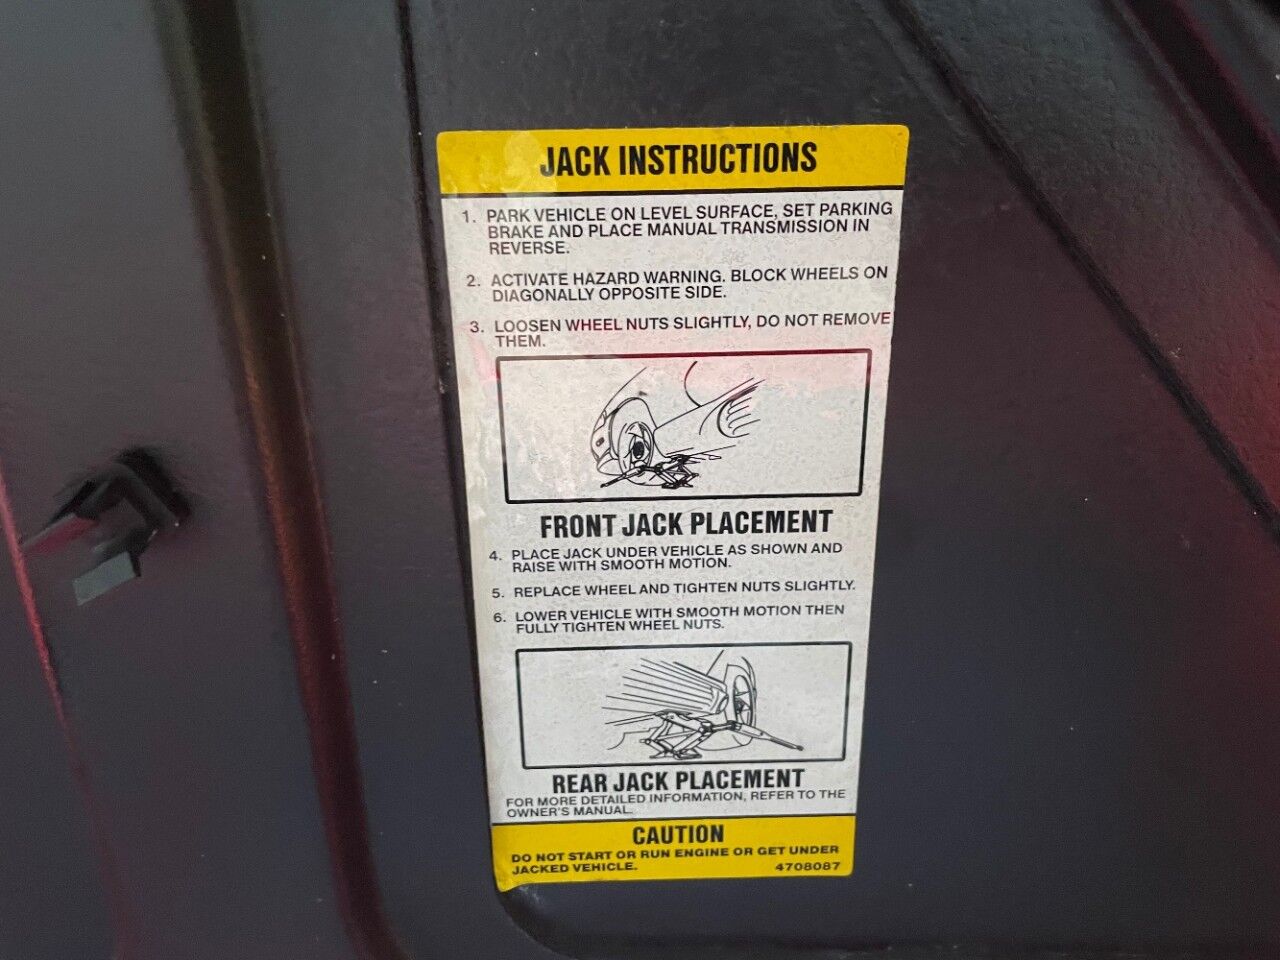 JACK INSTRUCTIONS
1. PARK VEHICLE ON LEVEL SURFACE, SET PARKING
BRAKE AND PLACE MANUAL TRANSMISSION IN
REVERSE.
2. ACTIVATE HAZARD WARNING. BLOCK WHEELS ON
DIAGONALLY OPPOSITE SIDE.
3. LOOSEN WHEEL NUTS SLIGHTLY, DO NOT REMOVE
THEM.
FRONT JACK PLACEMENT
4. PLACE JACK UNDER VEHICLE AS SHOWN AND
RAISE WITH SMOOTH MOTION.
5. REPLACE WHEEL AND TIGHTEN NUTS SLIGHTLY.
6. LOWER VEHICLE WITH SMOOTH MOTION THEN
FULLY TIGHTEN WHEEL NUTS.
REAR JACK PLACEMENT
FOR MORE DETAILED INFORMATION, REFER TO THE
OWNER'S MANUAL.
CAUTION
DO NOT START OR RUN ENGINE OR GET UNDER
JACKED VEHICLE. 4708087